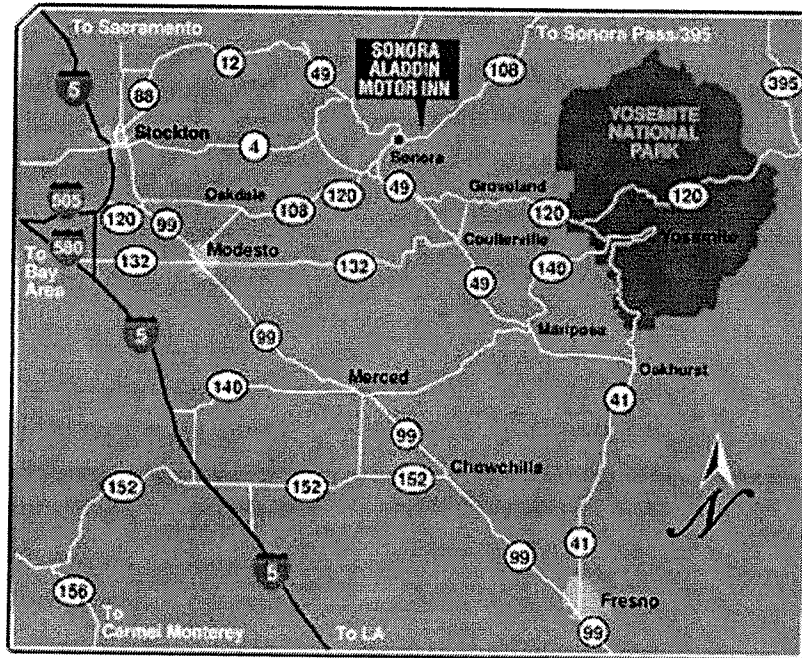 To Sacramento
To Sonora Pass/395
SONORA
ALADDIN
MOTOR INN
12
49
108
88
5
395
YOSEMITE
NATIONAL
PARK
Stockton
4
Sonora
Oakdale
120
49
Groveland
108
120
120
605
120
99
580
Modesto
Coulterville
Yosemite
To
Bay
Area
132
132
140
49
5
99
Mariposa
Oakhurst
Merced
140
41
99
Chowchilla
152
152
152
N
99
41
5
156
Fresno
To
Carmel Monterey
To LA
99